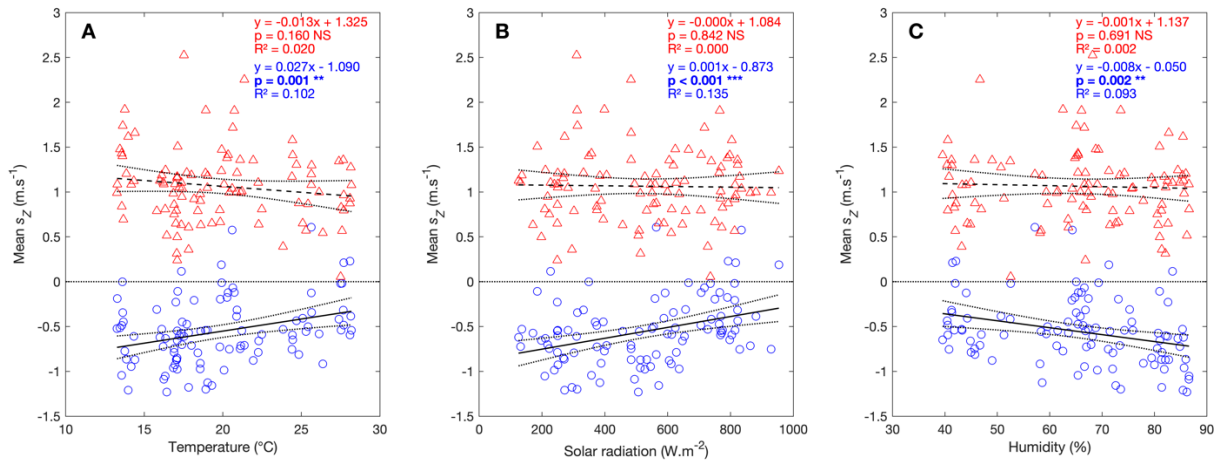 A
y = -0.013x + 1.325
p = 0.160 NS
R² = 0.020
y = 0.027x - 1.090
p = 0.001 **
R² = 0.102
3
2.5
2
1.5
1
0.5
0
-0.5
-1
-1.5
Mean sZ (m.s⁻¹)
10 15 20 25 30
Temperature (°C)
B
y = -0.000x + 1.084
p = 0.842 NS
R² = 0.000
y = 0.001x - 0.873
p < 0.001 ***
R² = 0.135
3
2.5
2
1.5
1
0.5
0
-0.5
-1
-1.5
Mean sZ (m.s⁻¹)
0 200 400 600 800 1000
Solar radiation (W.m⁻²)
C
y = -0.001x + 1.137
p = 0.691 NS
R² = 0.002
y = -0.008x - 0.050
p = 0.002 **
R² = 0.093
3
2.5
2
1.5
1
0.5
0
-0.5
-1
-1.5
Mean sZ (m.s⁻¹)
30 40 50 60 70 80 90
Humidity (%)